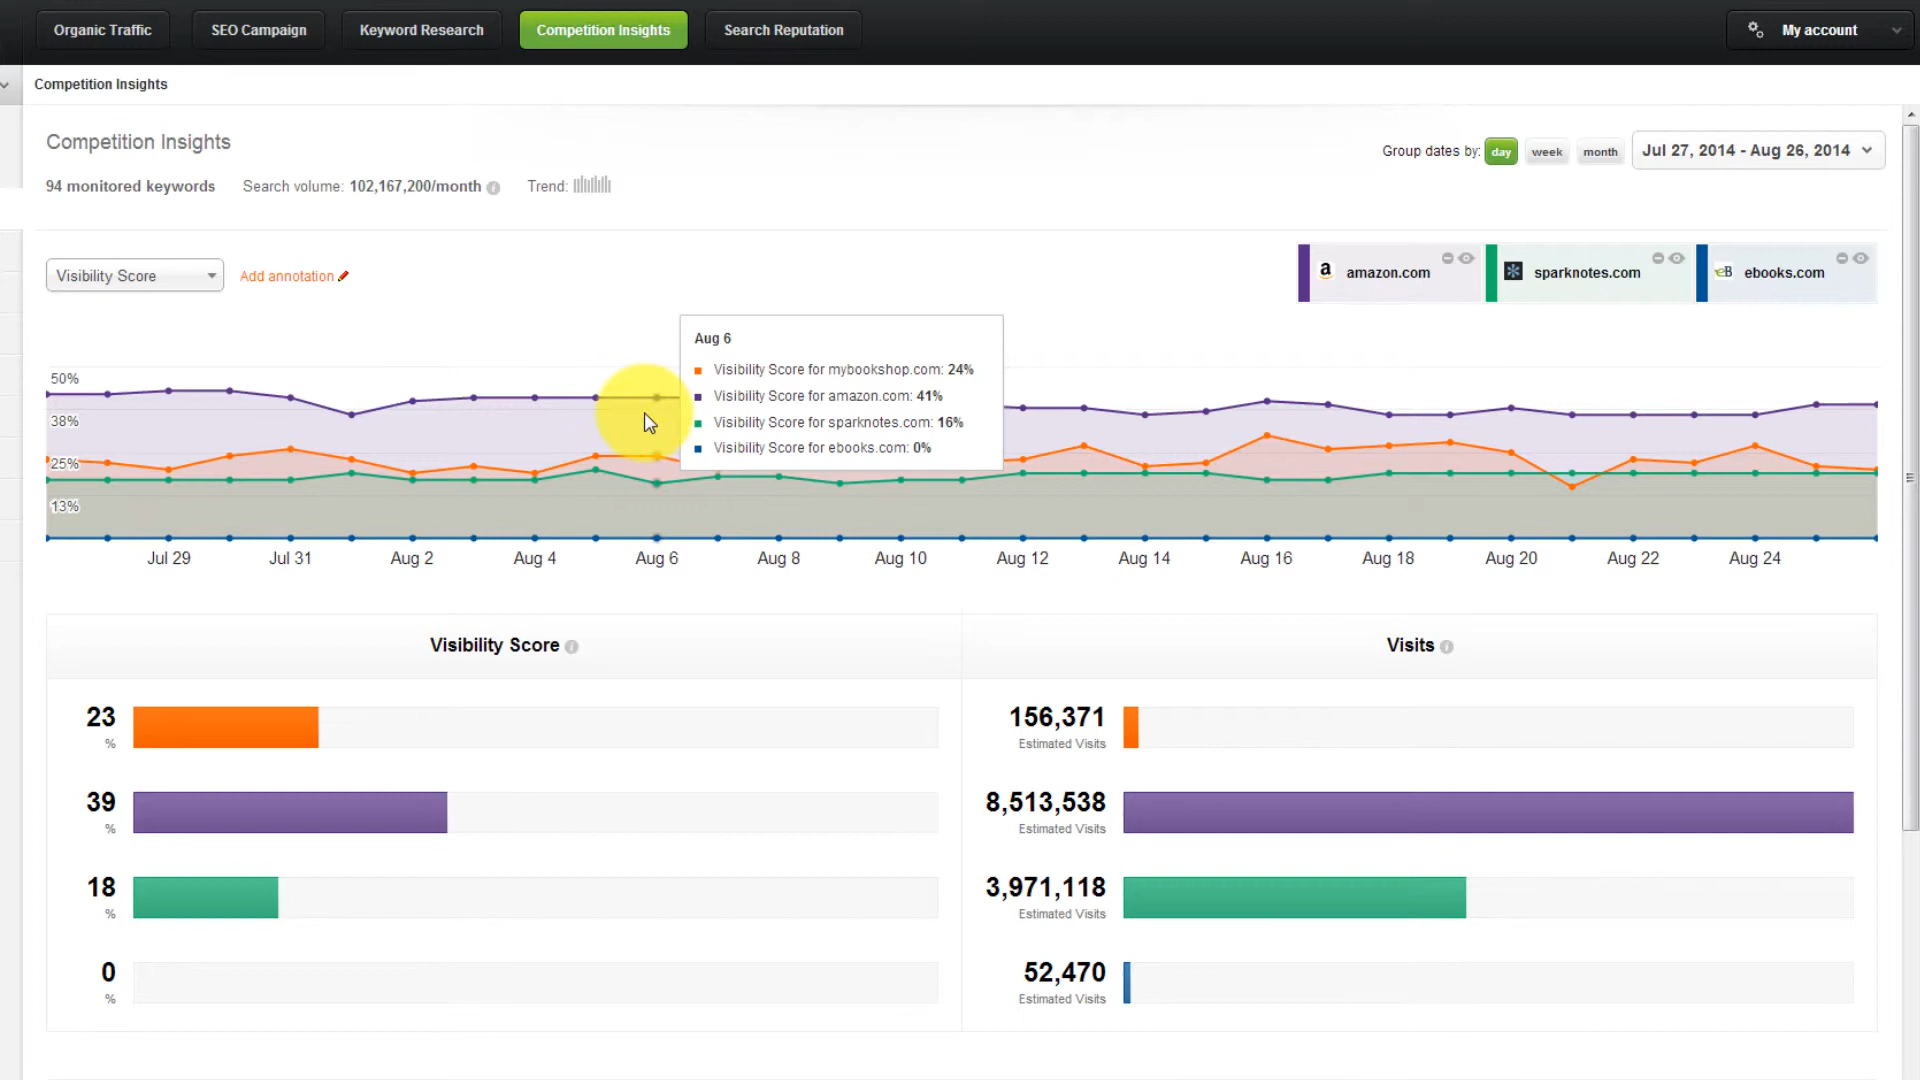 Organic Traffic
SEO Campaign
Keyword Research
Competition Insights
Search Reputation
My account
Competition Insights
Competition Insights
Group dates by: day week month Jul 27, 2014 - Aug 26, 2014
94 monitored keywords Search volume: 102,167,200/month Trend:
Visibility Score
Add annotation
a amazon.com
sparknotes.com
eB ebooks.com
Aug 6
Visibility Score for mybookshop.com: 24%
Visibility Score for amazon.com: 41%
Visibility Score for sparknotes.com: 16%
Visibility Score for ebooks.com: 0%
50%
38%
25%
13%
Jul 29 Jul 31 Aug 2 Aug 4 Aug 6 Aug 8 Aug 10 Aug 12 Aug 14 Aug 16 Aug 18 Aug 20 Aug 22 Aug 24
Visibility Score
23
%
39
%
18
%
0
%
Visits
156,371
Estimated Visits
8,513,538
Estimated Visits
3,971,118
Estimated Visits
52,470
Estimated Visits